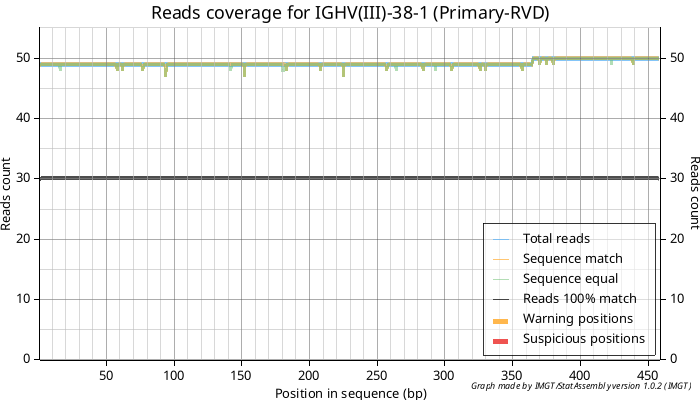 Reads coverage for IGHV(III)-38-1 (Primary-RVD)
50
40
30
20
10
0
50
40
30
20
10
0
Reads count
Reads count
Total reads
Sequence match
Sequence equal
Reads 100% match
Warning positions
Suspicious positions
50 100 150 200 250 300 350 400 450
Position in sequence (bp)
Graph made by IMGT/StatAssembly version 1.0.2 (IMGT)